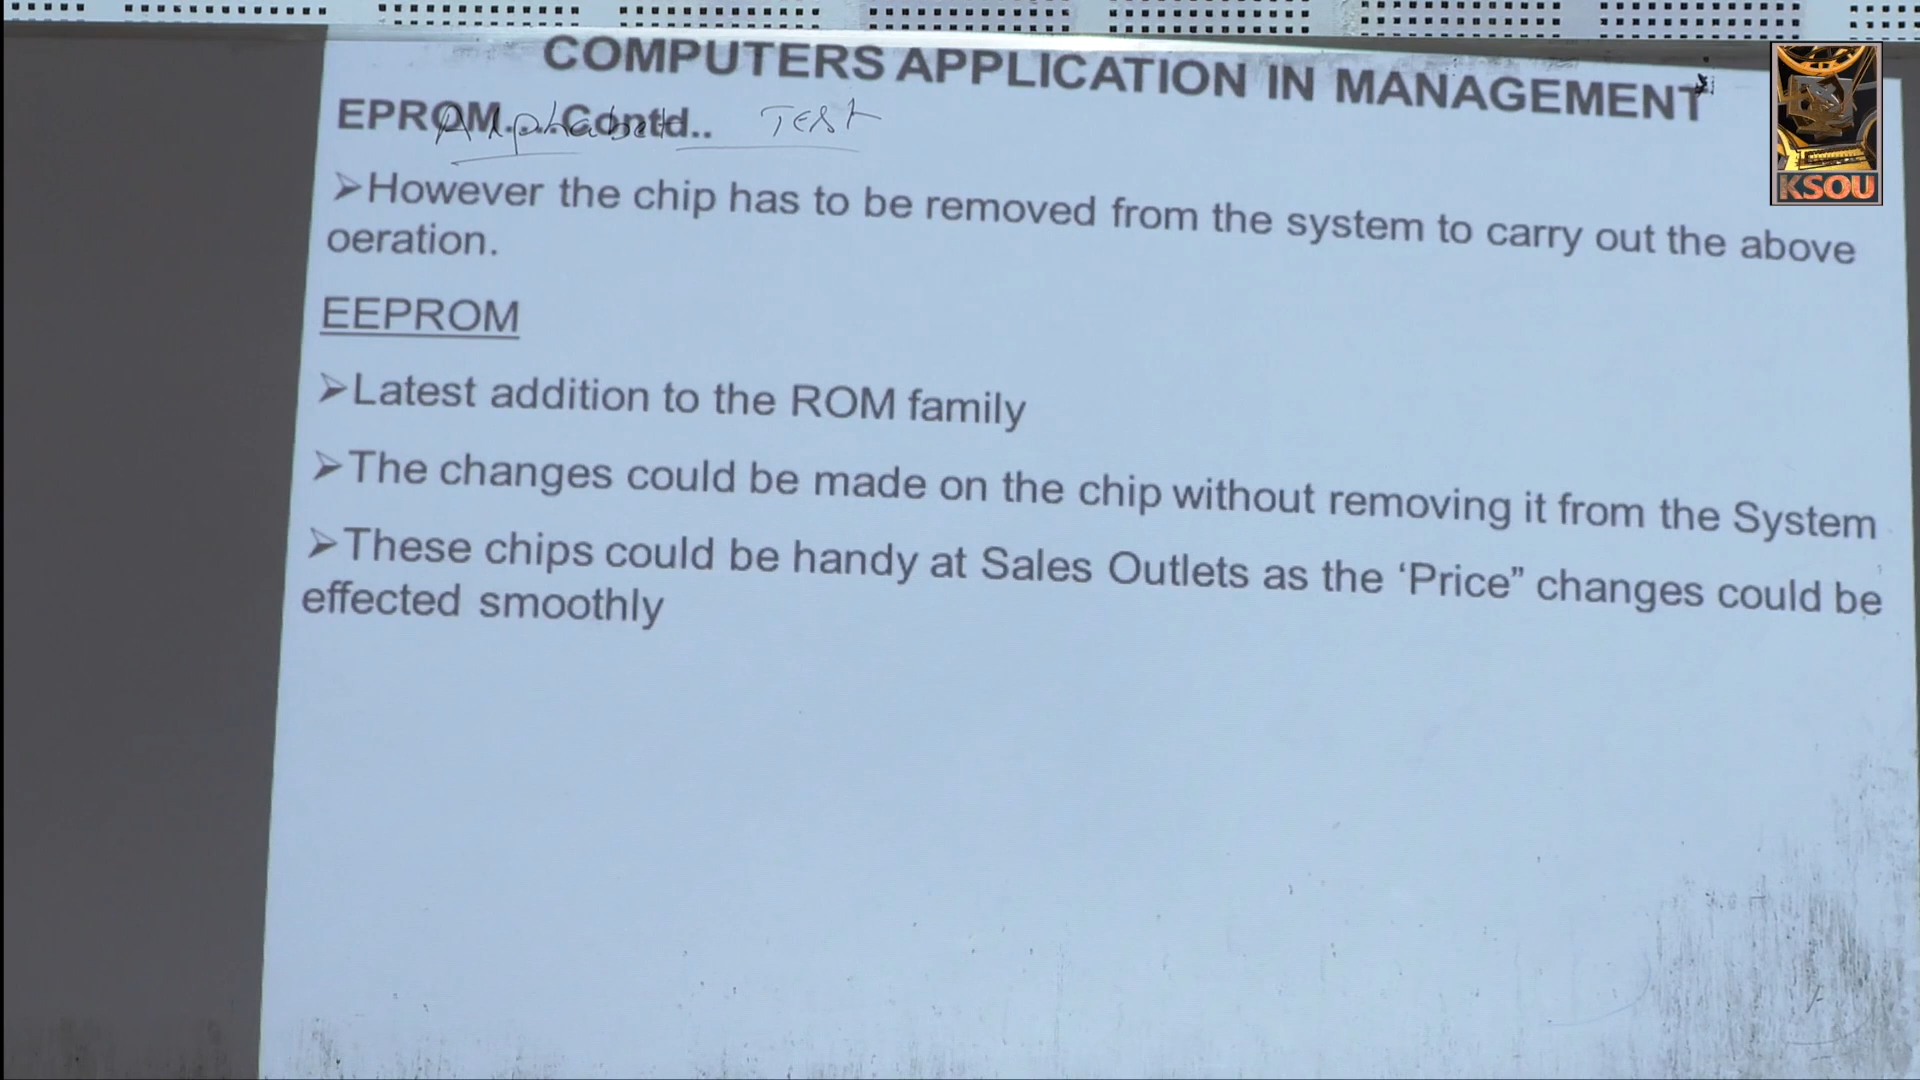 COMPUTERS APPLICATION IN MANAGEMENT
EPROM....Contd..
Alphabet Test
➢However the chip has to be removed from the system to carry out the above
oeration.
EEPROM
➢Latest addition to the ROM family
➢The changes could be made on the chip without removing it from the System
➢These chips could be handy at Sales Outlets as the ‘Price” changes could be
effected smoothly
KSOU